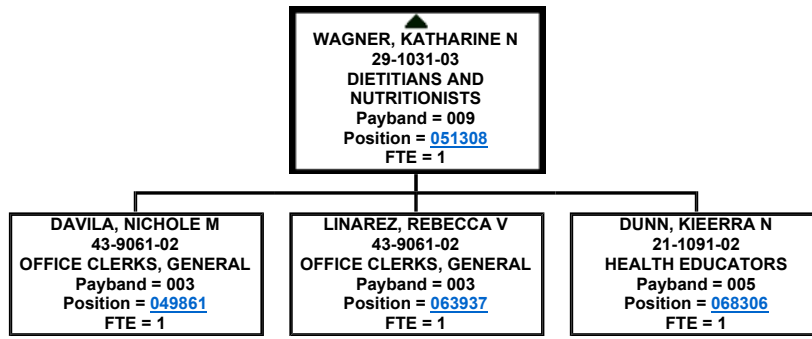 WAGNER, KATHARINE N
29-1031-03
DIETITIANS AND
NUTRITIONISTS
Payband = 009
Position = 051308
FTE = 1
DAVILA, NICHOLE M
43-9061-02
OFFICE CLERKS, GENERAL
Payband = 003
Position = 049861
FTE = 1
LINAREZ, REBECCA V
43-9061-02
OFFICE CLERKS, GENERAL
Payband = 003
Position = 063937
FTE = 1
DUNN, KIEERRA N
21-1091-02
HEALTH EDUCATORS
Payband = 005
Position = 068306
FTE = 1